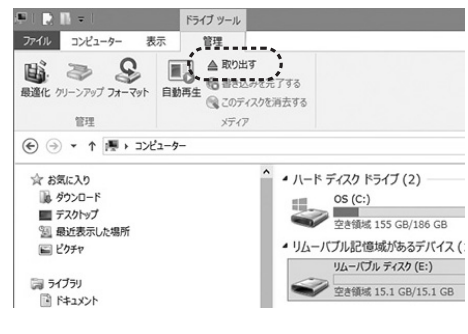 ドライブ ツール
ファイル コンピューター 表示 管理
最適化 クリーンアップ フォーマット
管理
自動再生
取り出す
書き込みを完了する
このディスクを消去する
メディア
コンピューター
お気に入り
ダウンロード
デスクトップ
最近表示した場所
ピクチャ
ライブラリ
ドキュメント
ハード ディスク ドライブ (2)
OS (C:)
空き領域 155 GB/186 GB
リムーバブル記憶域があるデバイス (
リムーバブル ディスク (E:)
空き領域 15.1 GB/15.1 GB